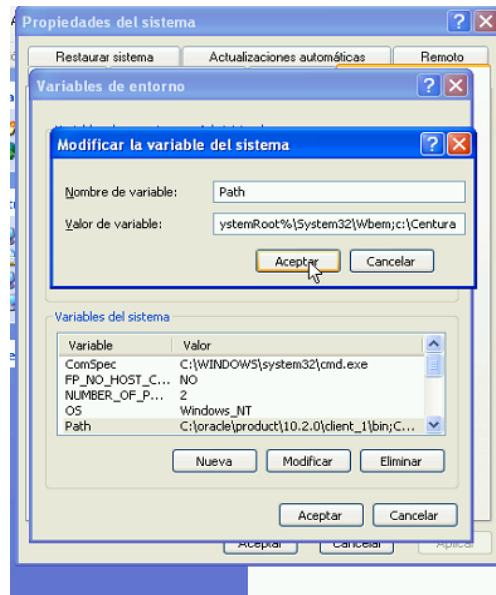 Propiedades del sistema
Restaurar sistema Actualizaciones automáticas Remoto
Variables de entorno
Modificar la variable del sistema
Nombre de variable: Path
Valor de variable: ystemRoot%\System32\Wbem;c:\Centura
Aceptar Cancelar
Variables del sistema
Variable Valor
ComSpec C:\WINDOWS\system32\cmd.exe
FP_NO_HOST_C... NO
NUMBER_OF_P... 2
OS Windows_NT
Path C:\oracle\product\10.2.0\client_1\bin;C...
Nueva Modificar Eliminar
Aceptar Cancelar
Aceptar Cancelar Aplicar